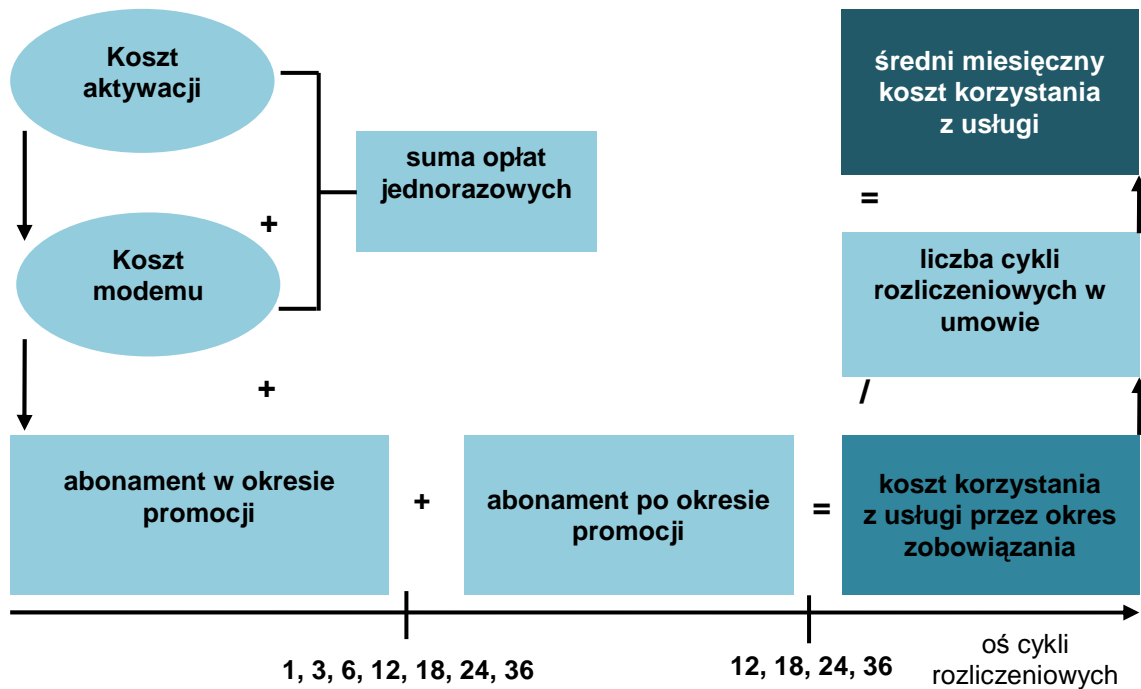 Koszt
aktywacji
suma opłat
jednorazowych
+
Koszt
modemu
+
abonament w okresie
promocji
+
abonament po okresie
promocji
=
koszt korzystania
z usługi przez okres
zobowiązania
/
liczba cykli
rozliczeniowych w
umowie
=
średni miesięczny
koszt korzystania
z usługi
1, 3, 6, 12, 18, 24, 36
12, 18, 24, 36
oś cykli
rozliczeniowych